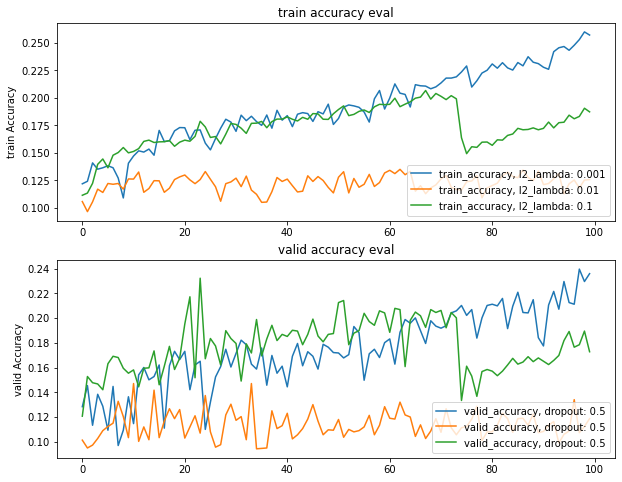 train accuracy eval
train Accuracy
0.250
0.225
0.200
0.175
0.150
0.125
0.100
train_accuracy, l2_lambda: 0.001
train_accuracy, l2_lambda: 0.01
train_accuracy, l2_lambda: 0.1
0 20 40 60 80 100
valid accuracy eval
valid Accuracy
0.24
0.22
0.20
0.18
0.16
0.14
0.12
0.10
valid_accuracy, dropout: 0.5
valid_accuracy, dropout: 0.5
valid_accuracy, dropout: 0.5
0 20 40 60 80 100